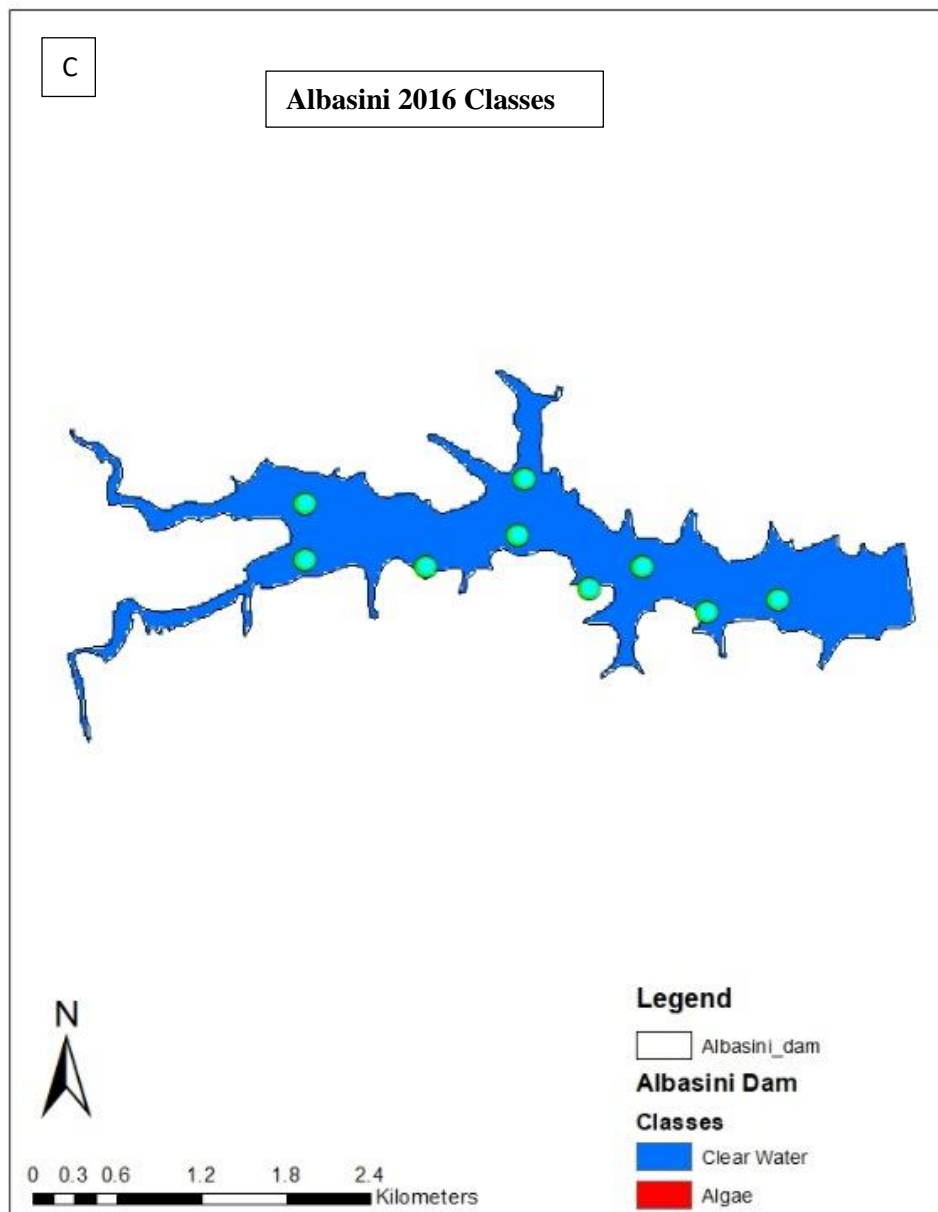 C
Albasini 2016 Classes
N
0 0.3 0.6 1.2 1.8 2.4
Kilometers
Legend
Albasini_dam
Albasini Dam
Classes
Clear Water
Algae